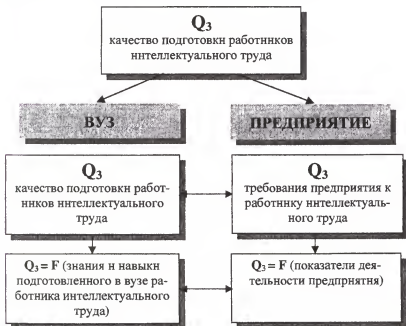 Q3
качество подготовки работников
интеллектуального труда
ВУЗ
ПРЕДПРИЯТИЕ
Q3
качество подготовки работ-
ников интеллектуального
труда
Q3
требования предприятия к
работнику интеллектуаль-
ного труда
Q3 = F (знания и навыки
подготовленного в вузе ра-
ботника интеллектуального
труда)
Q3 = F (показатели дея-
тельности предприятия)